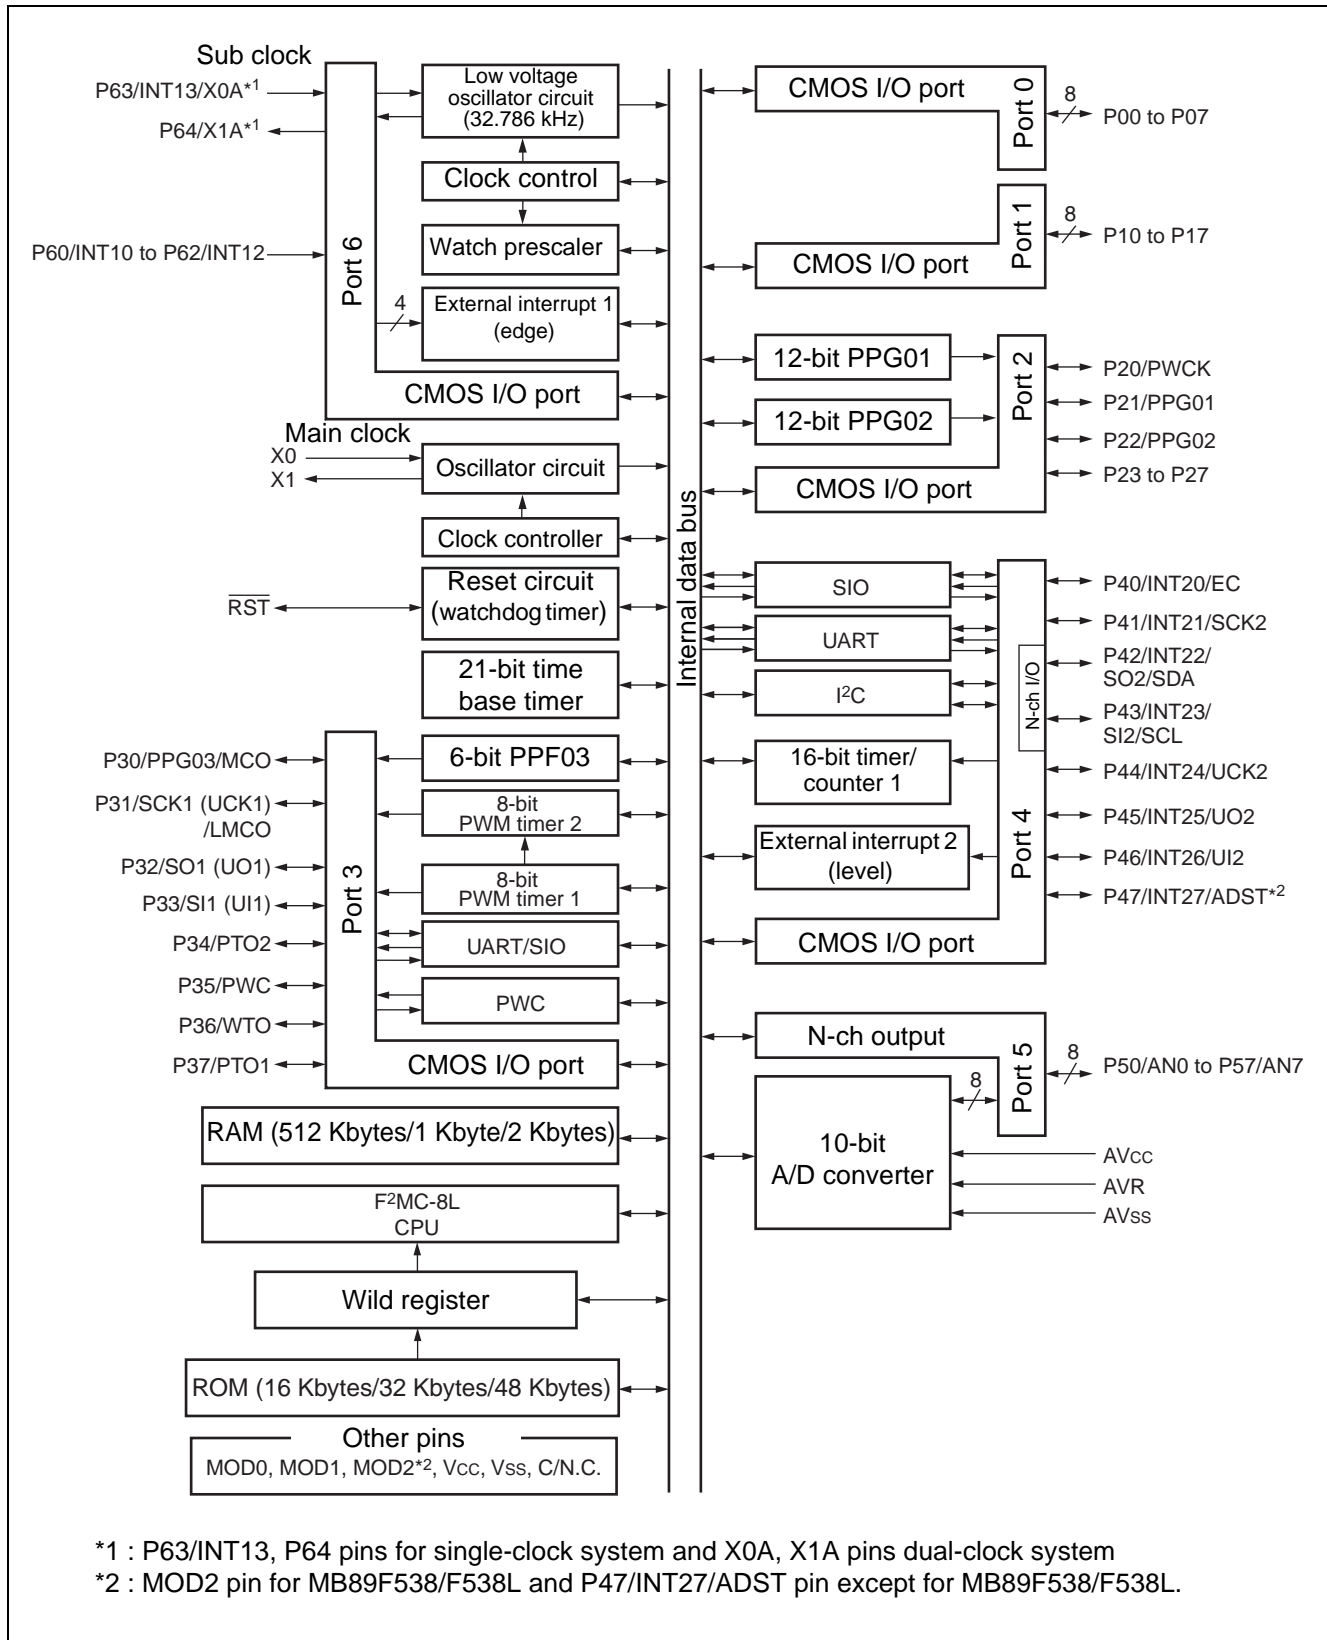 Sub clock
P63/INT13/X0A*1
P64/X1A*1
P60/INT10 to P62/INT12
Port 6
Low voltage
oscillator circuit
(32.786 kHz)
Clock control
Watch prescaler
4
External interrupt 1
(edge)
CMOS I/O port
Main clock
X0
X1
Oscillator circuit
Clock controller
RST
Reset circuit
(watchdog timer)
21-bit time
base timer
P30/PPG03/MCO
P31/SCK1 (UCK1)
/LMCO
P32/SO1 (UO1)
P33/SI1 (UI1)
P34/PTO2
P35/PWC
P36/WTO
P37/PTO1
Port 3
6-bit PPF03
8-bit
PWM timer 2
8-bit
PWM timer 1
UART/SIO
PWC
CMOS I/O port
RAM (512 Kbytes/1 Kbyte/2 Kbytes)
F2MC-8L
CPU
Wild register
ROM (16 Kbytes/32 Kbytes/48 Kbytes)
Other pins
MOD0, MOD1, MOD2*2, VCC, VSS, C/N.C.
Internal data bus
CMOS I/O port
Port 0
8
P00 to P07
Port 1
8
P10 to P17
CMOS I/O port
12-bit PPG01
12-bit PPG02
CMOS I/O port
Port 2
P20/PWCK
P21/PPG01
P22/PPG02
P23 to P27
SIO
UART
I2C
16-bit timer/
counter 1
External interrupt 2
(level)
CMOS I/O port
N-ch I/O
Port 4
P40/INT20/EC
P41/INT21/SCK2
P42/INT22/
SO2/SDA
P43/INT23/
SI2/SCL
P44/INT24/UCK2
P45/INT25/UO2
P46/INT26/UI2
P47/INT27/ADST*2
N-ch output
Port 5
8
P50/AN0 to P57/AN7
8
10-bit
A/D converter
AVCC
AVR
AVSS
*1 : P63/INT13, P64 pins for single-clock system and X0A, X1A pins dual-clock system
*2 : MOD2 pin for MB89F538/F538L and P47/INT27/ADST pin except for MB89F538/F538L.